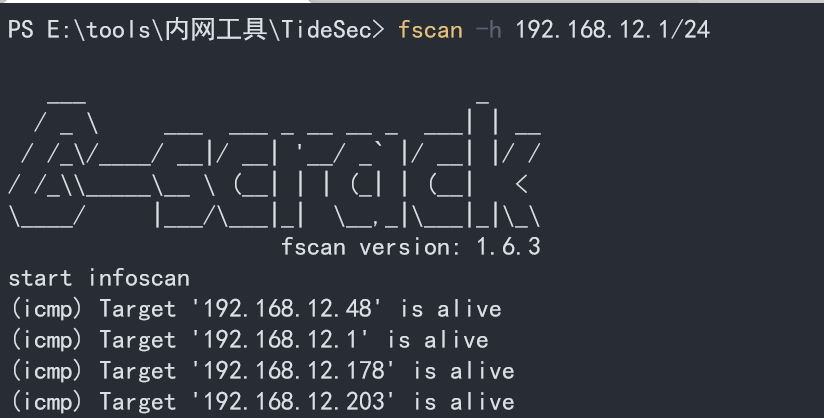 PS E:\tools\内网工具\TideSec> fscan -h 192.168.12.1/24
   ___                              _
  / _ \     ___  ___ _ __ __ _  ___| | __
 / /_\/____/ __|/ __| '__/ _` |/ __| |/ /
/ /_\\_____\__ \ (__| | | (_| | (__|   <
\____/     |___/\___|_|  \__,_|\___|_|\_\
                     fscan version: 1.6.3
start infoscan
(icmp) Target '192.168.12.48' is alive
(icmp) Target '192.168.12.1' is alive
(icmp) Target '192.168.12.178' is alive
(icmp) Target '192.168.12.203' is alive